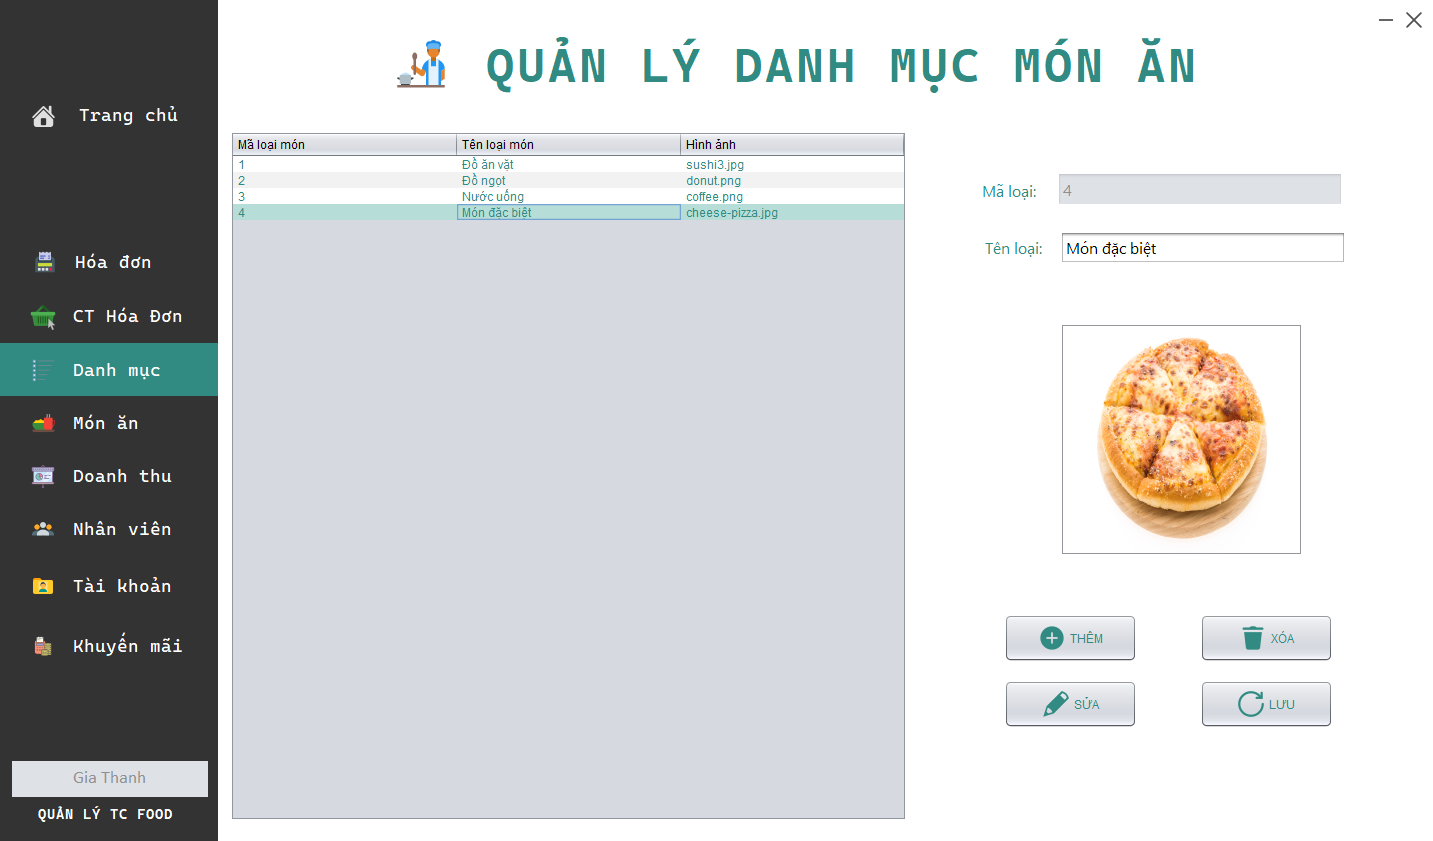 QUẢN LÝ DANH MỤC MÓN ĂN
Trang chủ
Hóa đơn
CT Hóa Đơn
Danh mục
Món ăn
Doanh thu
Nhân viên
Tài khoản
Khuyến mãi
Gia Thanh
QUẢN LÝ TC FOOD
Mã loại món Tên loại món Hình ảnh
1 Đồ ăn vặt sushi3.jpg
2 Đồ ngọt donut.png
3 Nước uống coffee.png
4 Món đặc biệt cheese-pizza.jpg
Mã loại: 4
Tên loại: Món đặc biệt
THÊM XÓA
SỬA LƯU